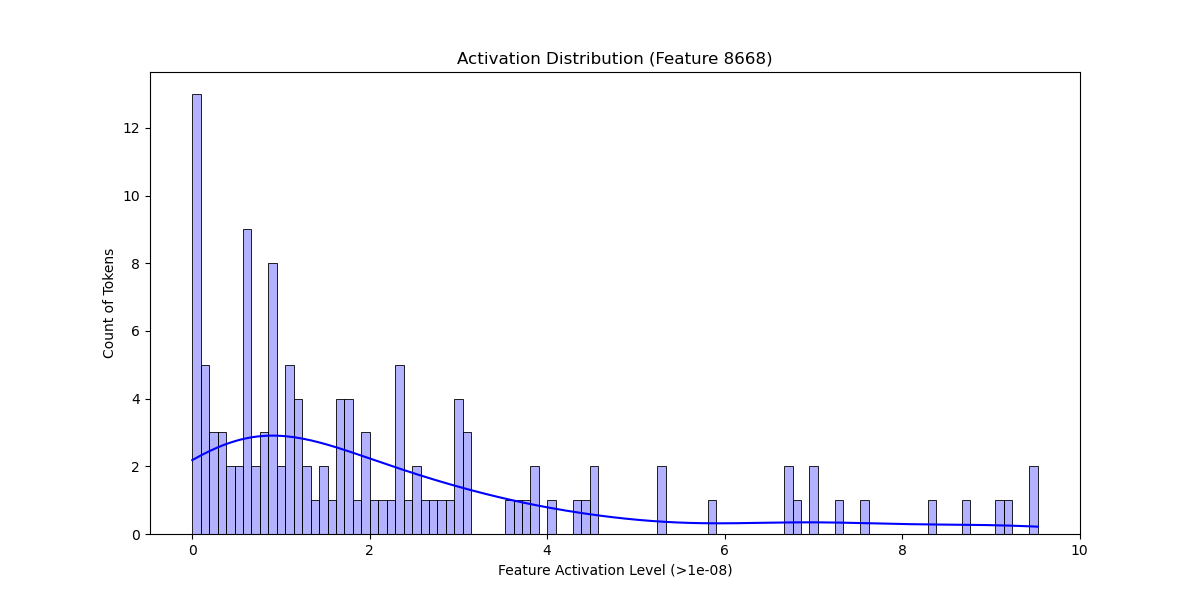 Activation Distribution (Feature 8668)
12
10
8
6
4
2
0
Count of Tokens
0 2 4 6 8 10
Feature Activation Level (>1e-08)